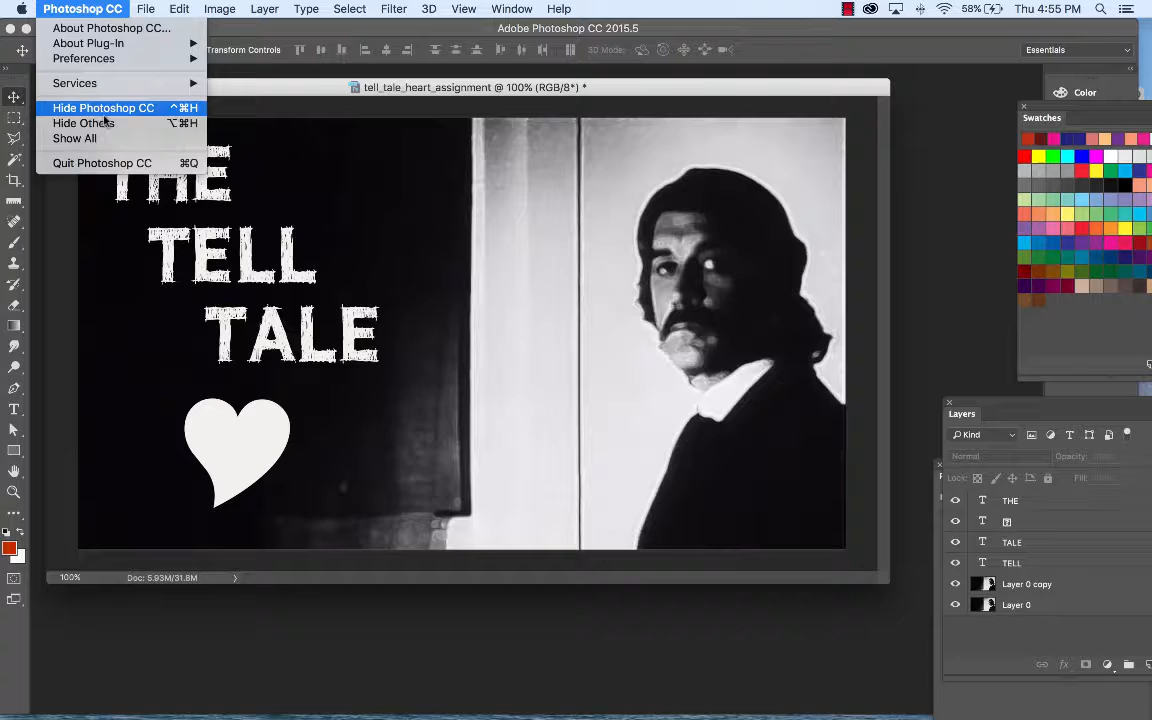 Photoshop CC File Edit Image Layer Type Select Filter 3D View Window Help 58% Thu 4:55 PM
About Photoshop CC...
Adobe Photoshop CC 2015.5
About Plug-In
Transform Controls
3D Mode:
Essentials
Preferences
Services
tell_tale_heart_assignment @ 100% (RGB/8*) *
Color
Hide Photoshop CC ^⌘H
Hide Others ⌥⌘H
Show All
Quit Photoshop CC ⌘Q
Swatches
THE
TELL
TALE
Layers
Kind
Normal
Opacity:
Lock:
Fill:
T THE
T ?
T TALE
T TELL
Layer 0 copy
Layer 0
100%
Doc: 5.93M/31.8M